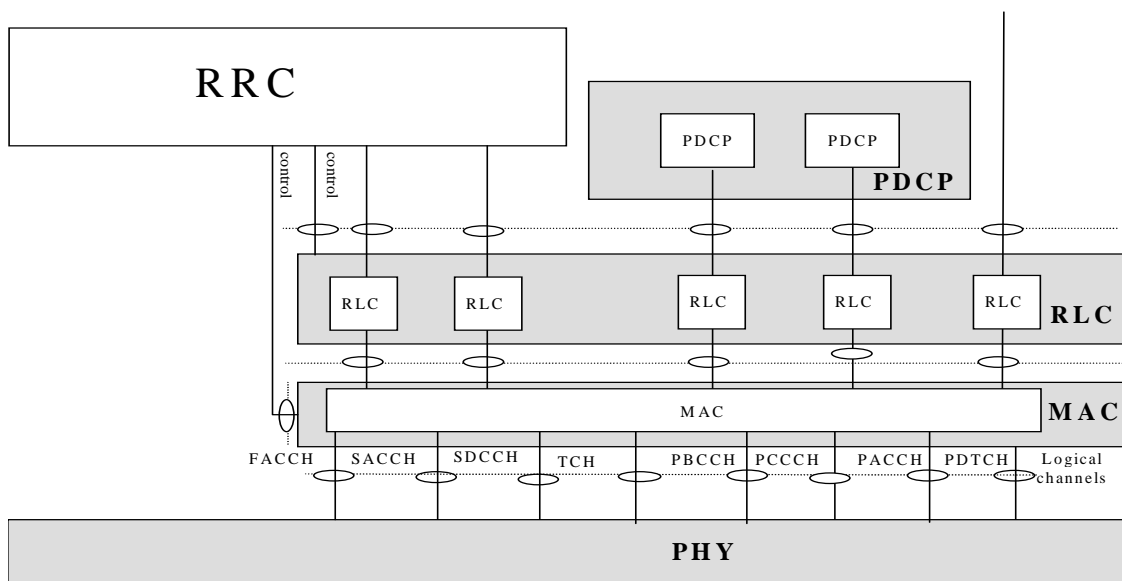 RRC
PDCP
PDCP
PDCP
control
control
RLC
RLC
RLC
RLC
RLC
RLC
MAC
MAC
FACCH
SACCH
SDCCH
TCH
PBCCH
PCCCH
PACCH
PDTCH
Logical
channels
PHY